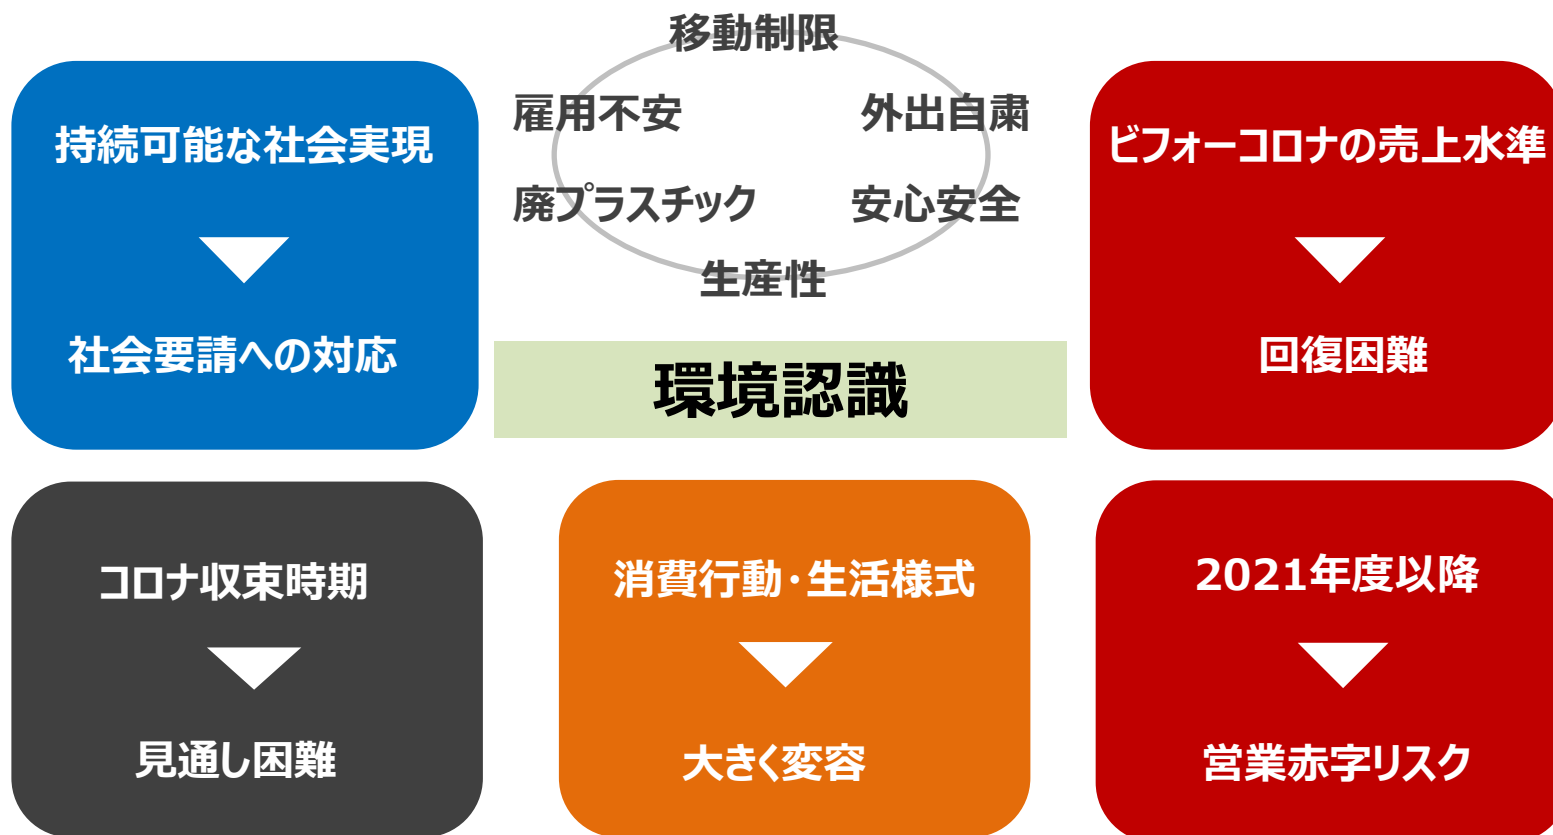 移動制限
雇用不安
外出自粛
廃プラスチック
安心安全
生産性
持続可能な社会実現
社会要請への対応
環境認識
ビフォーコロナの売上水準
回復困難
コロナ収束時期
見通し困難
消費行動・生活様式
大きく変容
2021年度以降
営業赤字リスク